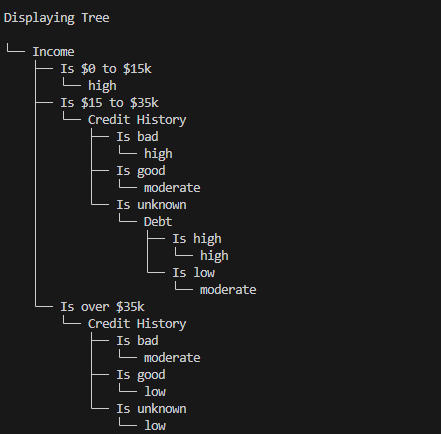 Displaying Tree
Income
Is $0 to $15k
high
Is $15 to $35k
Credit History
Is bad
high
Is good
moderate
Is unknown
Debt
Is high
high
Is low
moderate
Is over $35k
Credit History
Is bad
moderate
Is good
low
Is unknown
low